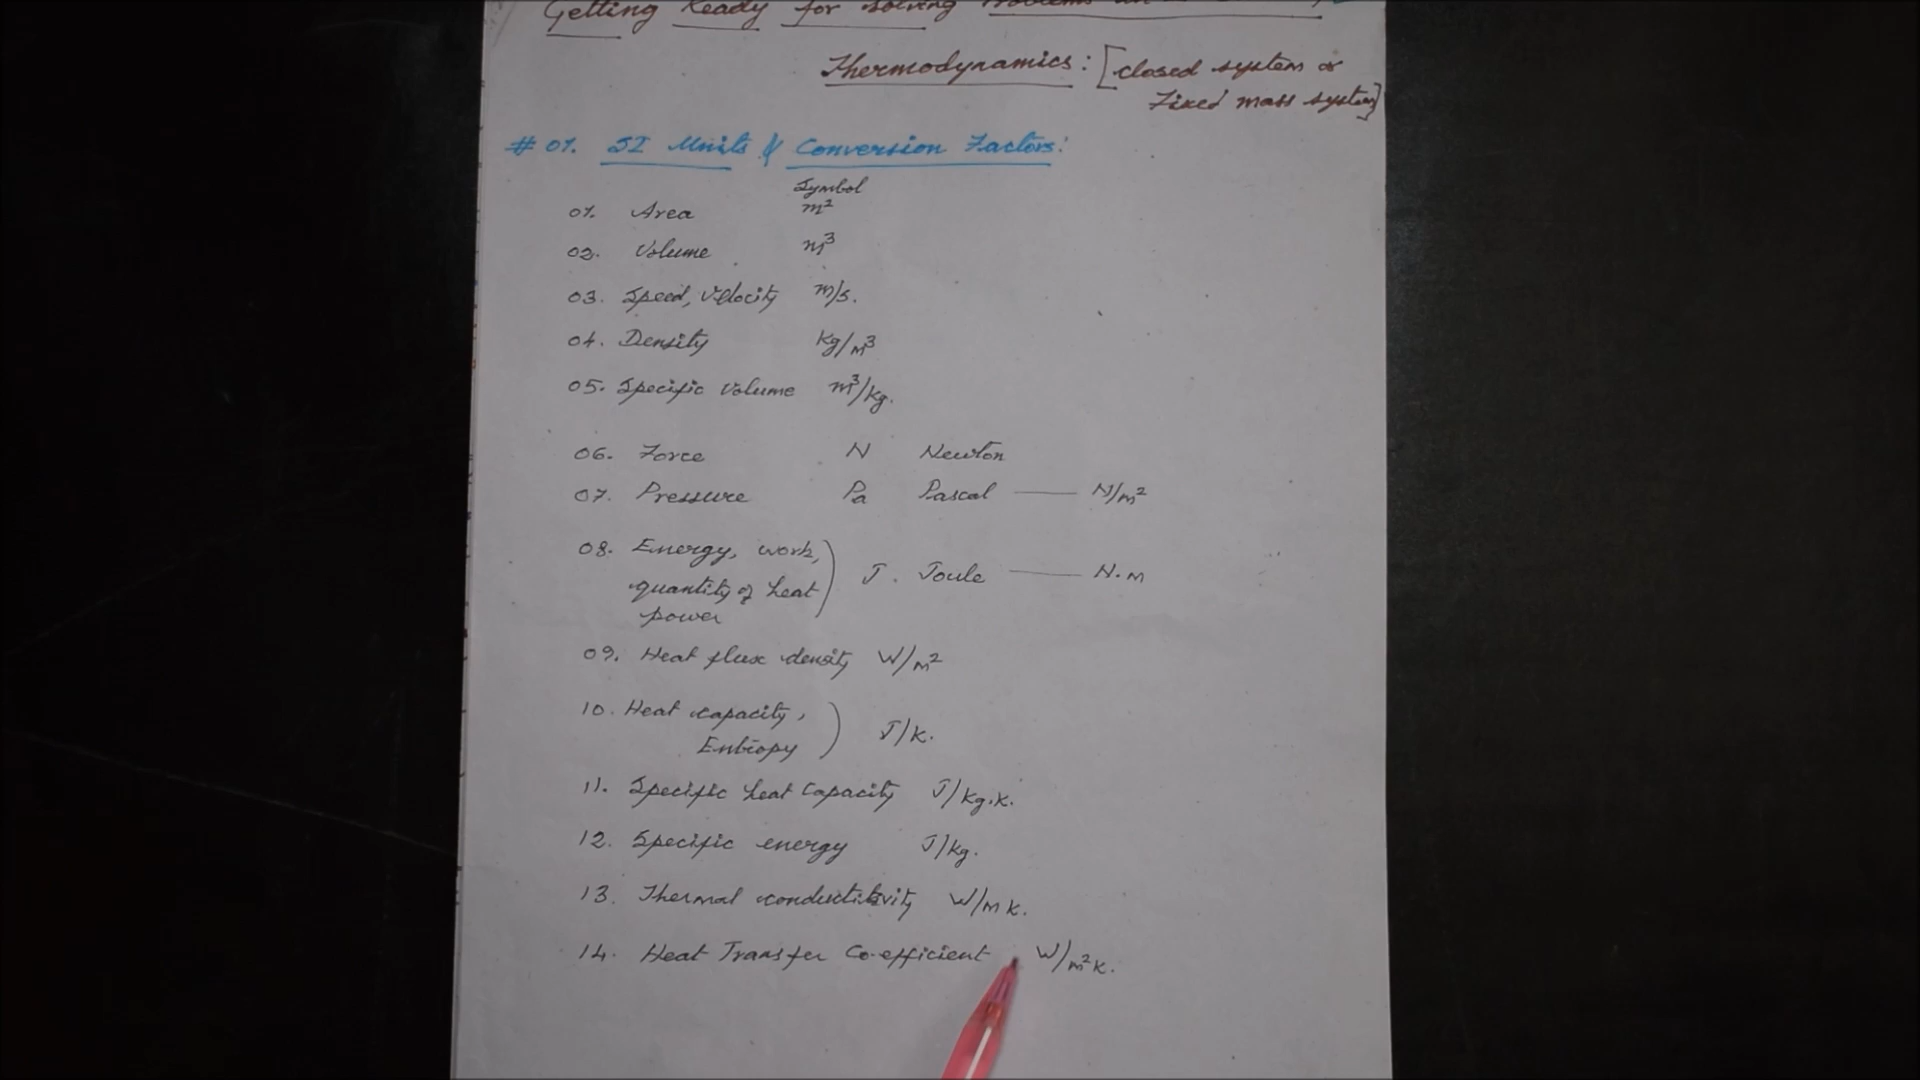 Getting Ready for Solving Problems
Thermodynamics: [closed system or
Fixed mass system]
# 01. SI Units & Conversion Factors:
Symbol
01. Area m²
02. Volume m³
03. Speed, Velocity m/s.
04. Density kg/m³
05. Specific Volume m³/kg.
06. Force N Newton
07. Pressure Pa Pascal — N/m²
08. Energy, work,
quantity of heat ) J. Joule — N.m
power
09. Heat flux density W/m²
10. Heat capacity,
Entropy ) J/K.
11. Specific heat Capacity J/kg.K.
12. Specific energy J/kg.
13. Thermal conductivity W/mK.
14. Heat Transfer Co-efficient W/m²K.